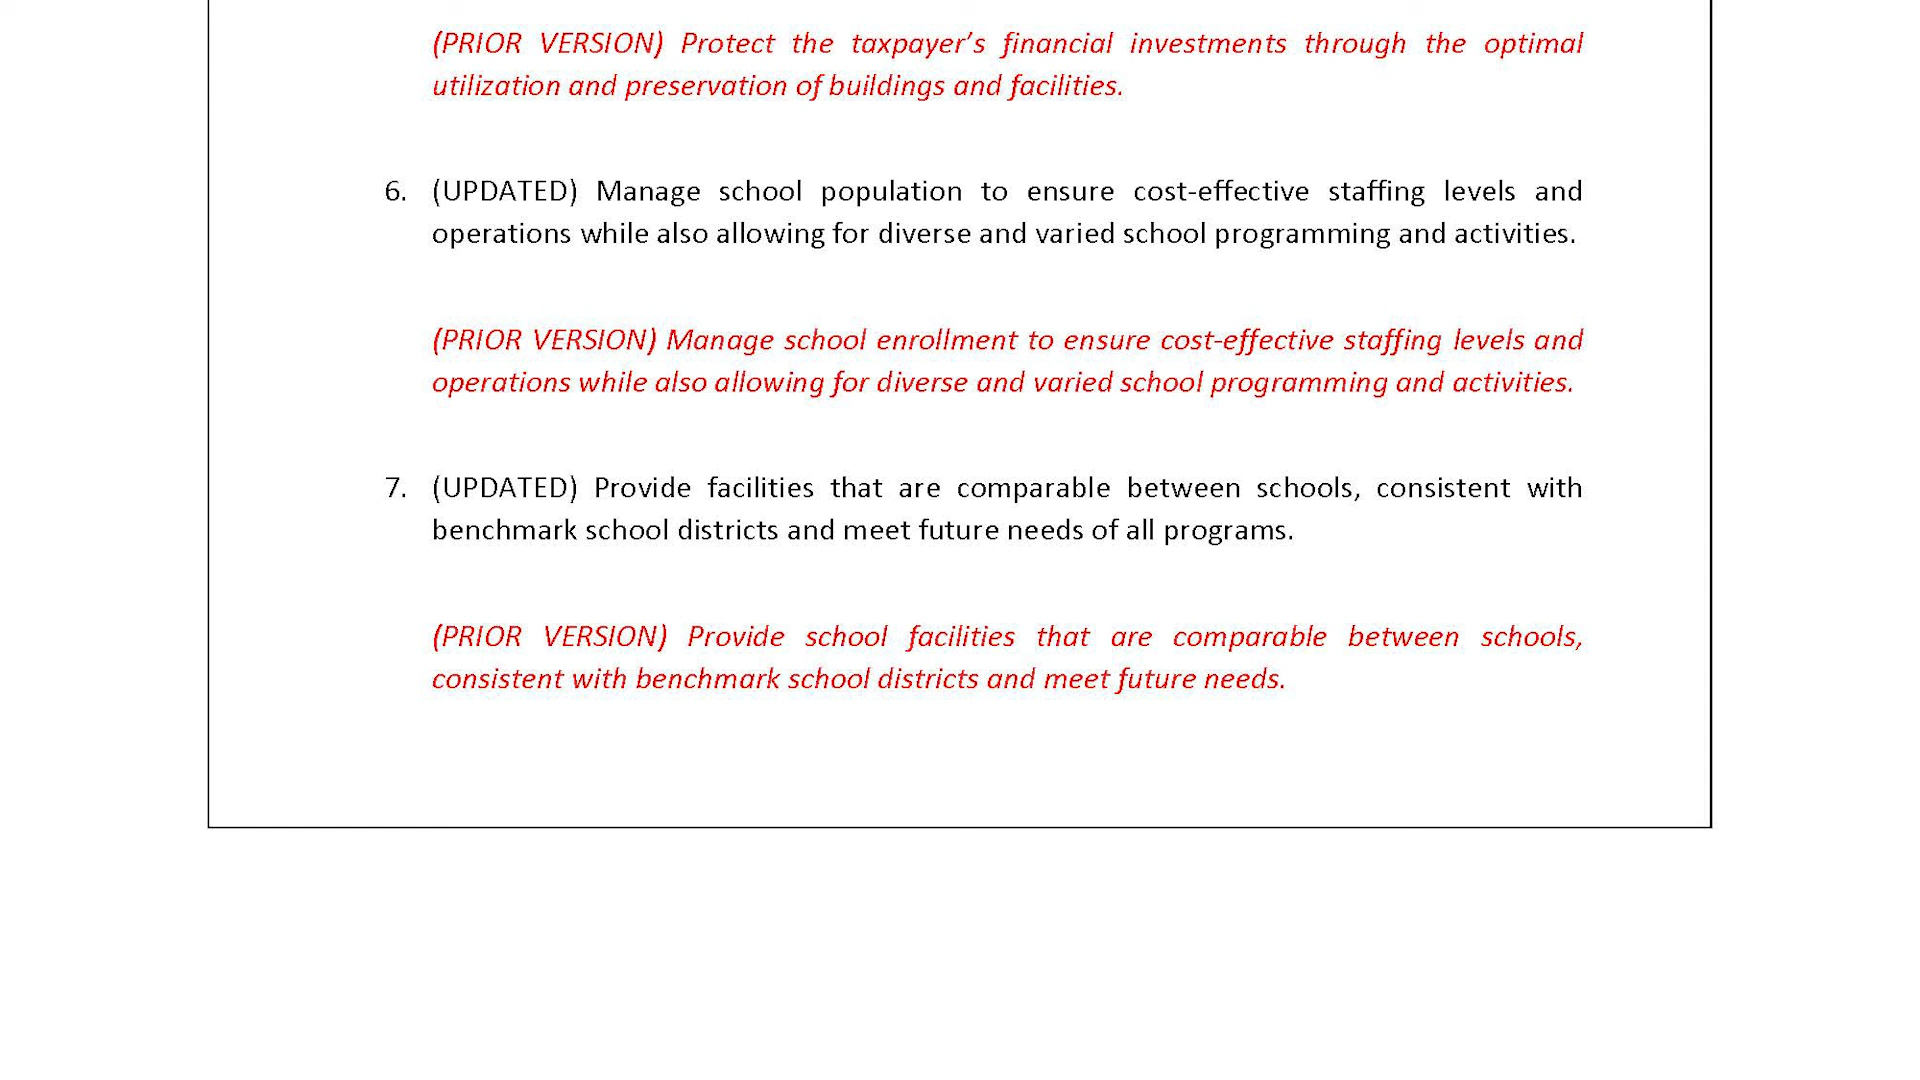 (PRIOR VERSION) Protect the taxpayer’s financial investments through the optimal
utilization and preservation of buildings and facilities.
6. (UPDATED) Manage school population to ensure cost-effective staffing levels and
operations while also allowing for diverse and varied school programming and activities.
(PRIOR VERSION) Manage school enrollment to ensure cost-effective staffing levels and
operations while also allowing for diverse and varied school programming and activities.
7. (UPDATED) Provide facilities that are comparable between schools, consistent with
benchmark school districts and meet future needs of all programs.
(PRIOR VERSION) Provide school facilities that are comparable between schools,
consistent with benchmark school districts and meet future needs.